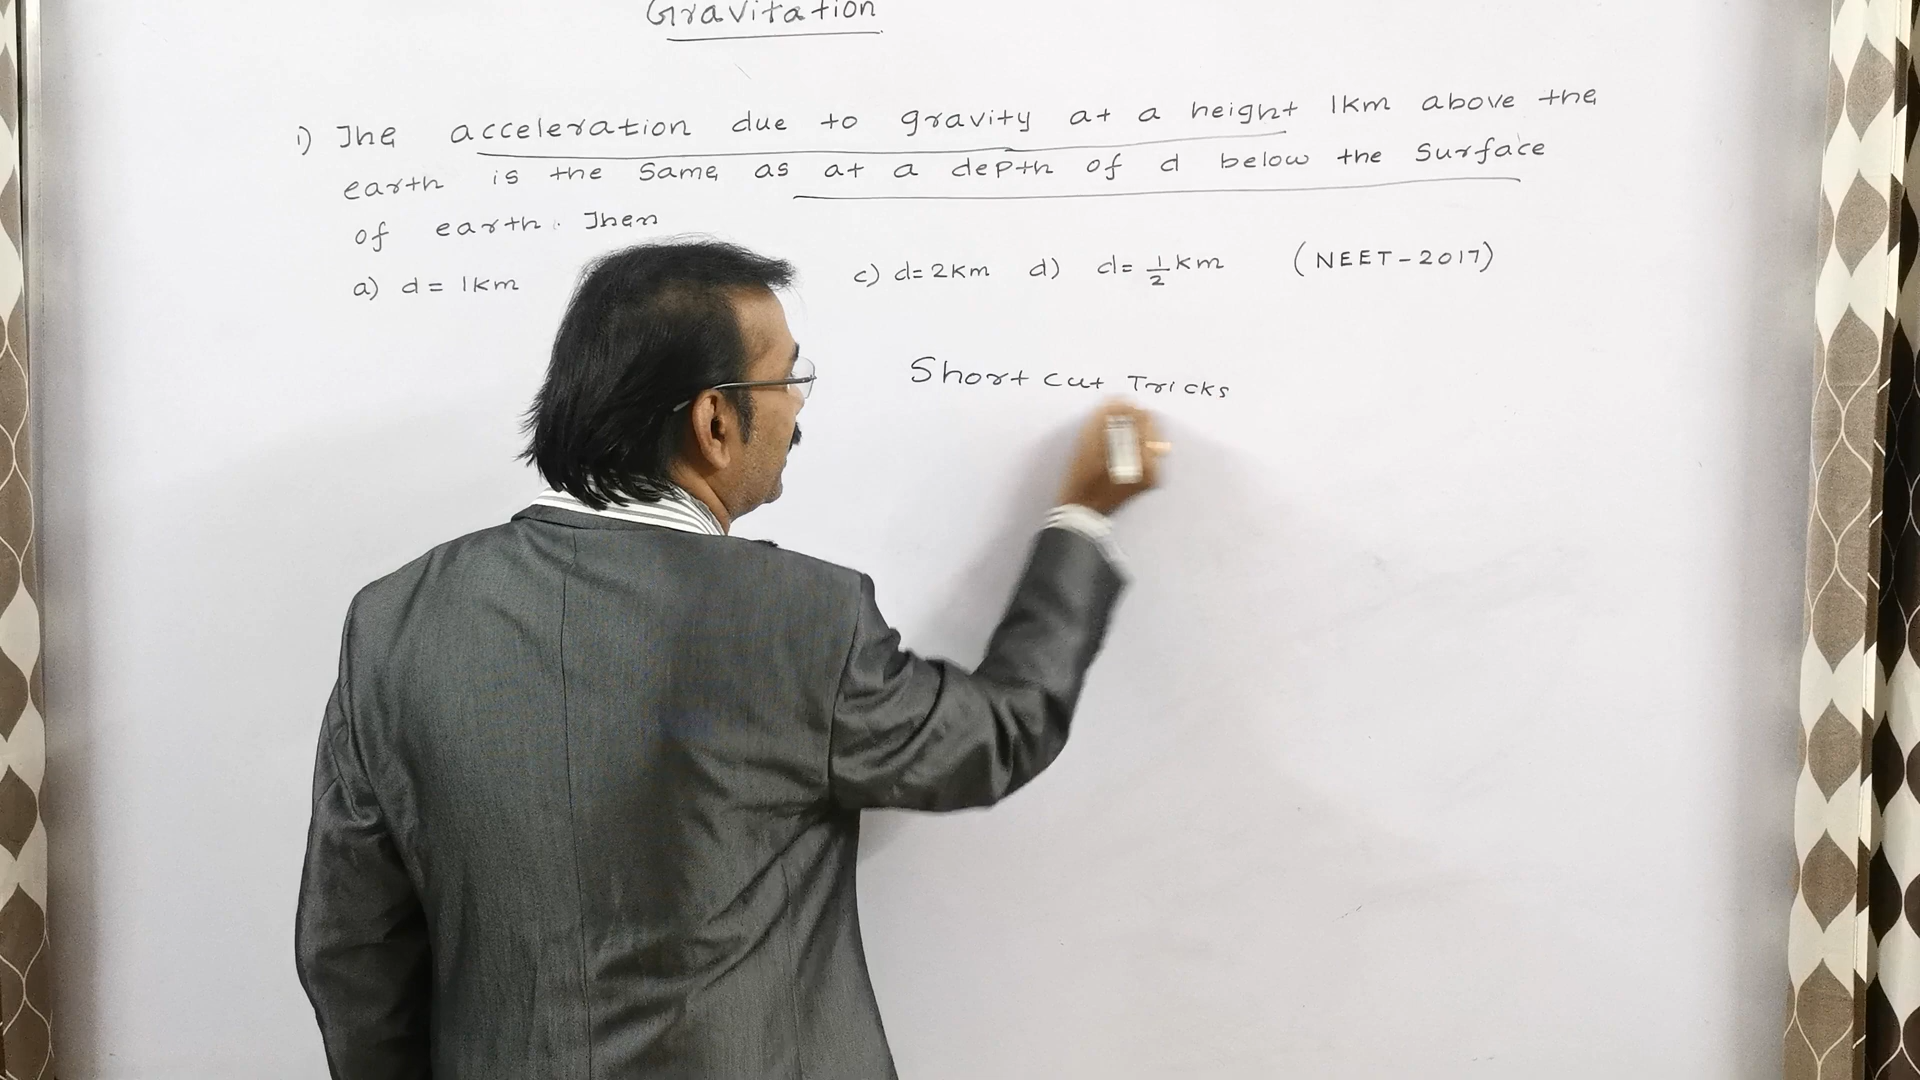 Gravitation
1) The acceleration due to gravity at a height 1km above the
earth is the same as at a depth of d below the surface
of earth. Then
a) d = 1km c) d= 2km d) d= 1/2 km (NEET-2017)
Short cut Tricks